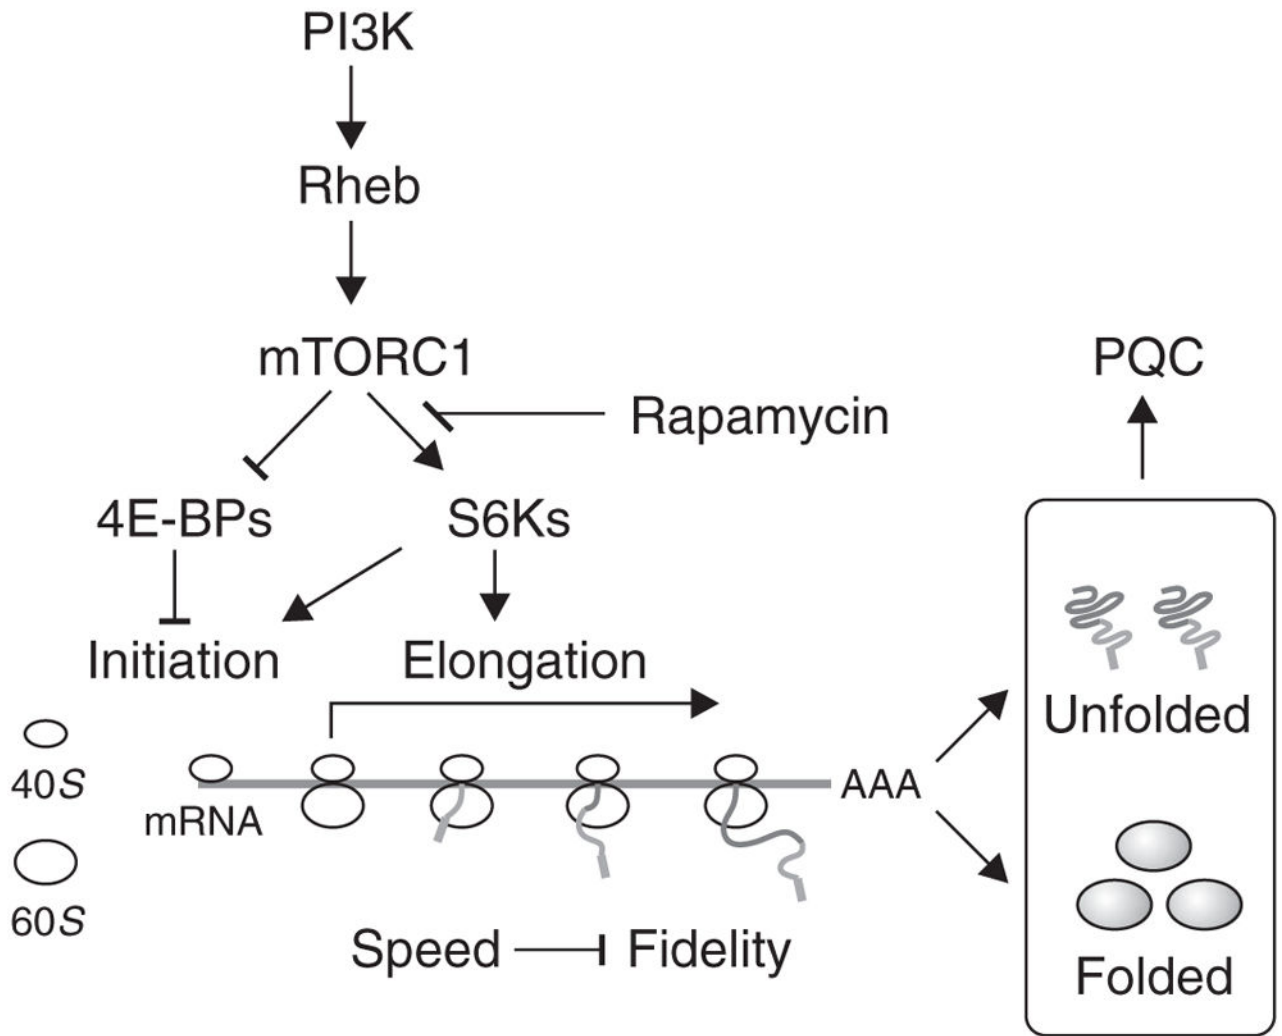 PI3K
Rheb
mTORC1
PQC
Rapamycin
4E-BPs
S6Ks
Initiation
Elongation
Unfolded
40S
mRNA
AAA
60S
Speed
Fidelity
Folded